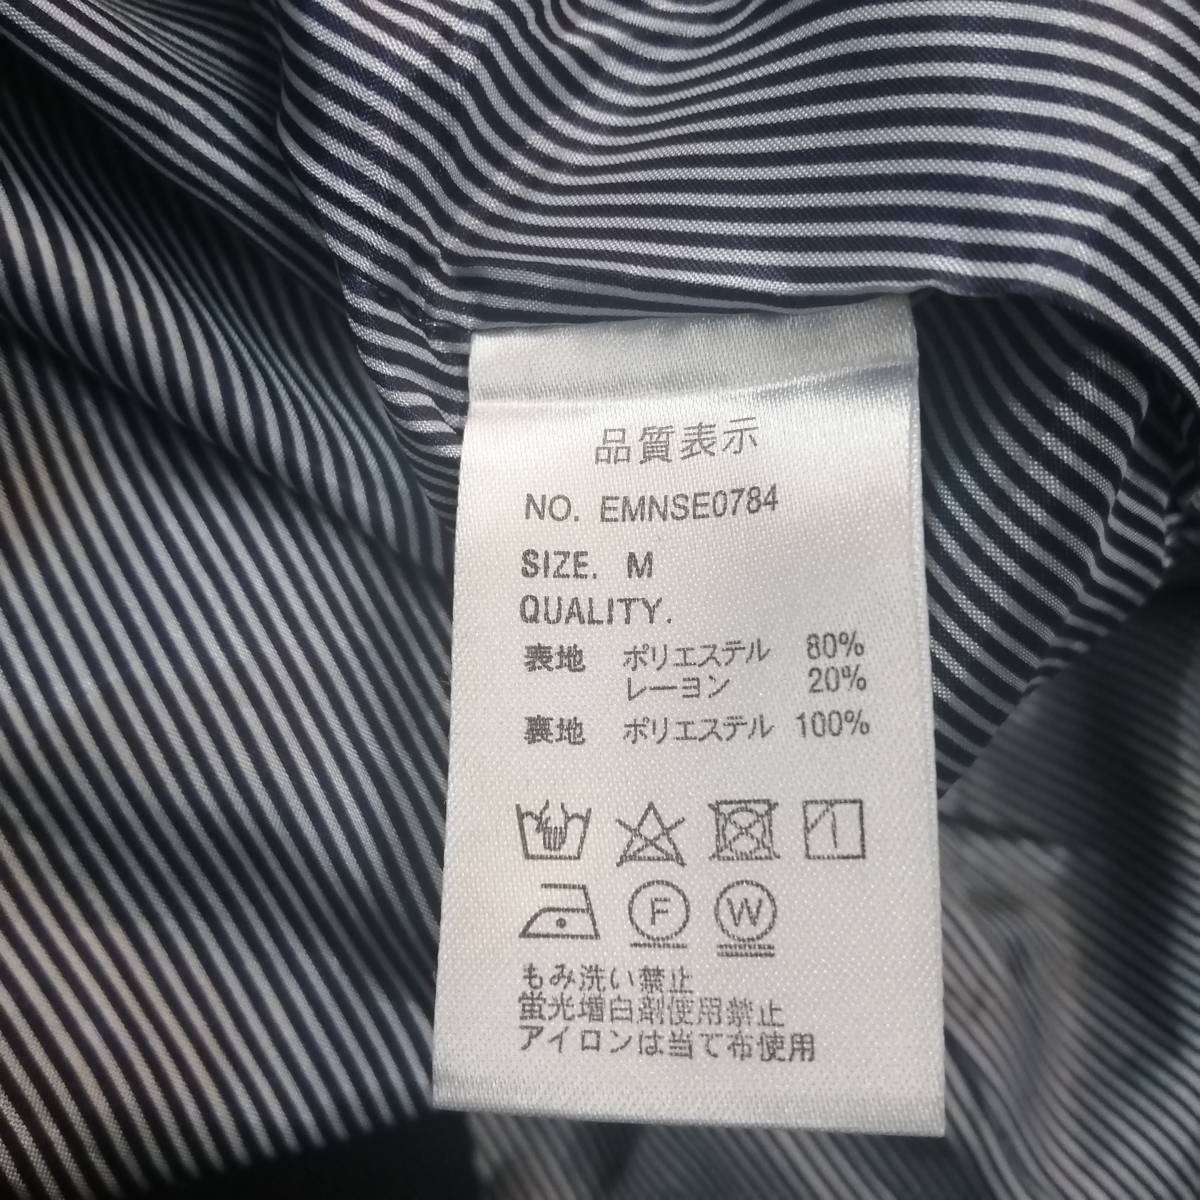 品質表示
NO. EMNSE0784
SIZE. M
QUALITY.
表地 ポリエステル 80%
レーヨン 20%
裏地 ポリエステル 100%
F W
もみ洗い禁止
蛍光増白剤使用禁止
アイロンは当て布使用